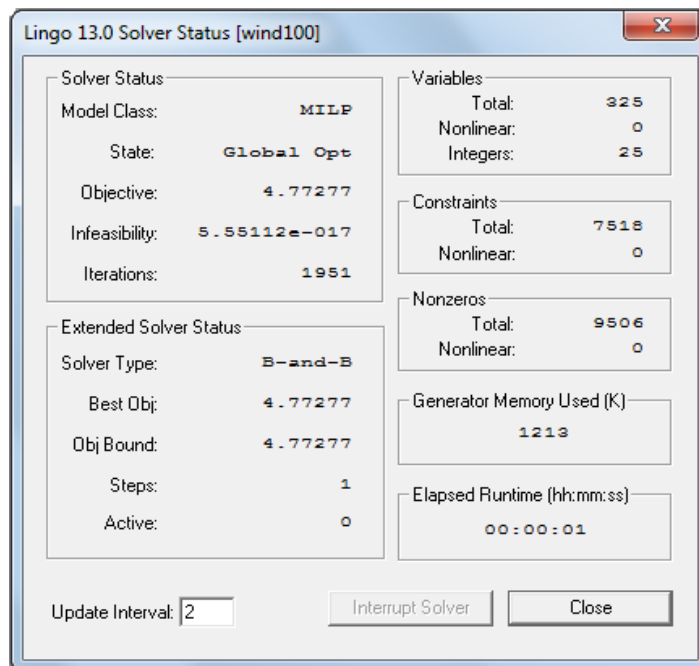 Lingo 13.0 Solver Status [wind100]
Solver Status
Model Class: MILP
State: Global Opt
Objective: 4.77277
Infeasibility: 5.55112e-017
Iterations: 1951
Extended Solver Status
Solver Type: B-and-B
Best Obj: 4.77277
Obj Bound: 4.77277
Steps: 1
Active: 0
Variables
Total: 325
Nonlinear: 0
Integers: 25
Constraints
Total: 7518
Nonlinear: 0
Nonzeros
Total: 9506
Nonlinear: 0
Generator Memory Used (K)
1213
Elapsed Runtime (hh:mm:ss)
00:00:01
Update Interval: 2
Interrupt Solver
Close